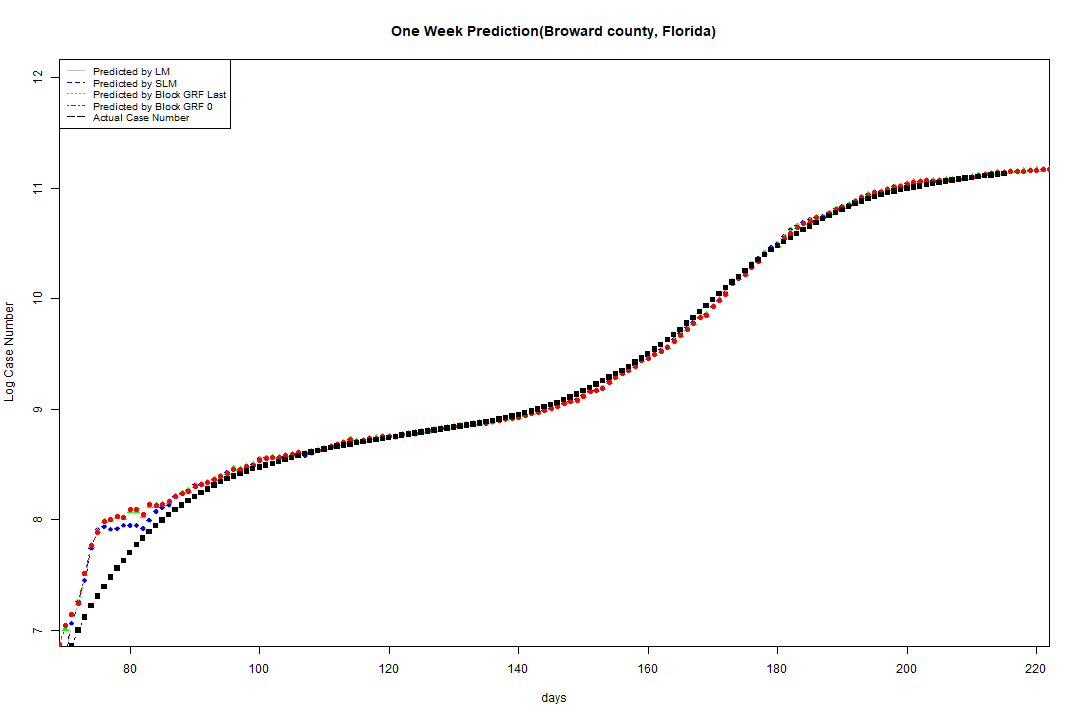 One Week Prediction(Broward county, Florida)
Predicted by LM
Predicted by SLM
Predicted by Block GRF Last
Predicted by Block GRF 0
Actual Case Number
12
11
10
9
8
7
Log Case Number
80 100 120 140 160 180 200 220
days